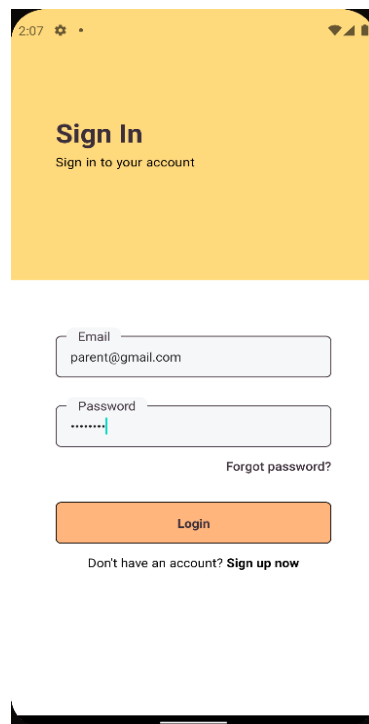 2:07
Sign In
Sign in to your account
Email
parent@gmail.com
Password
••••••••
Forgot password?
Login
Don't have an account? Sign up now